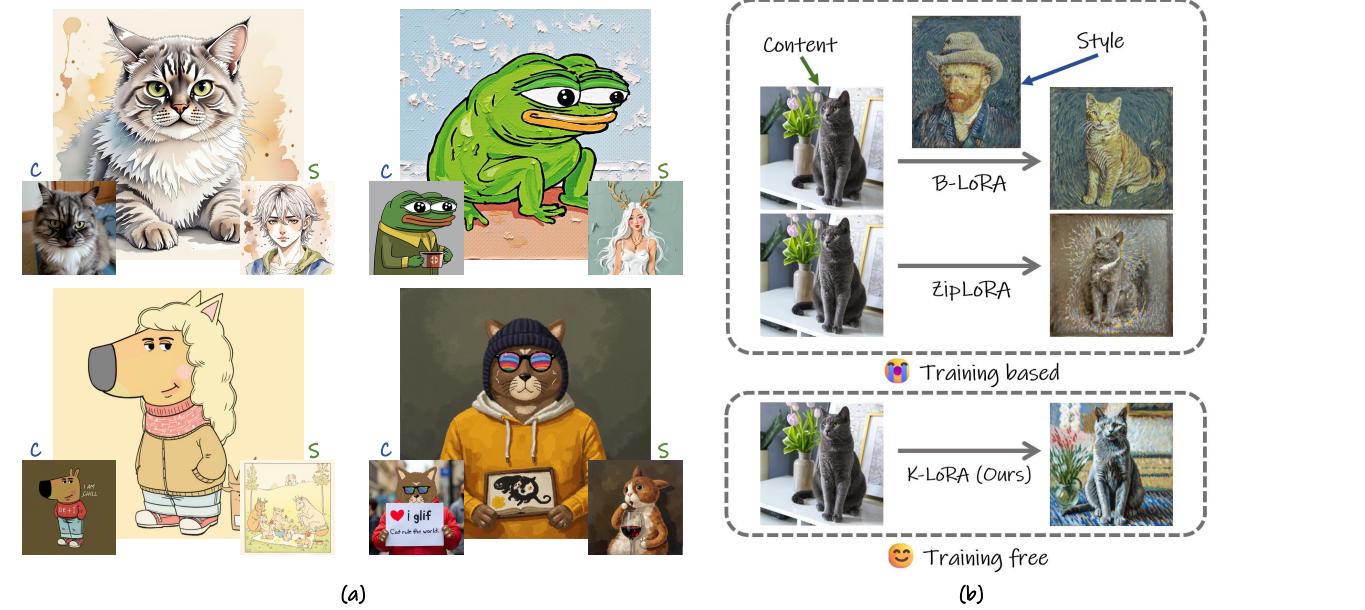 C
S
C
S
I AM
CHILL
C
S
C
S
i glif
Cat rule the world.
(a)
Content
Style
B-LoRA
ZipLoRA
Training based
K-LoRA (Ours)
Training free
(b)